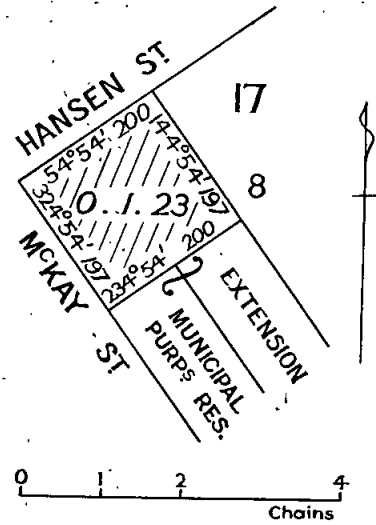 HANSEN ST.
17
54°54' 200
144°54' 197
8
0..1..23
324°54' 197
234°54' 200
McKAY ST
EXTENSION
MUNICIPAL
PURPS RES.
0 1 2 4
Chains